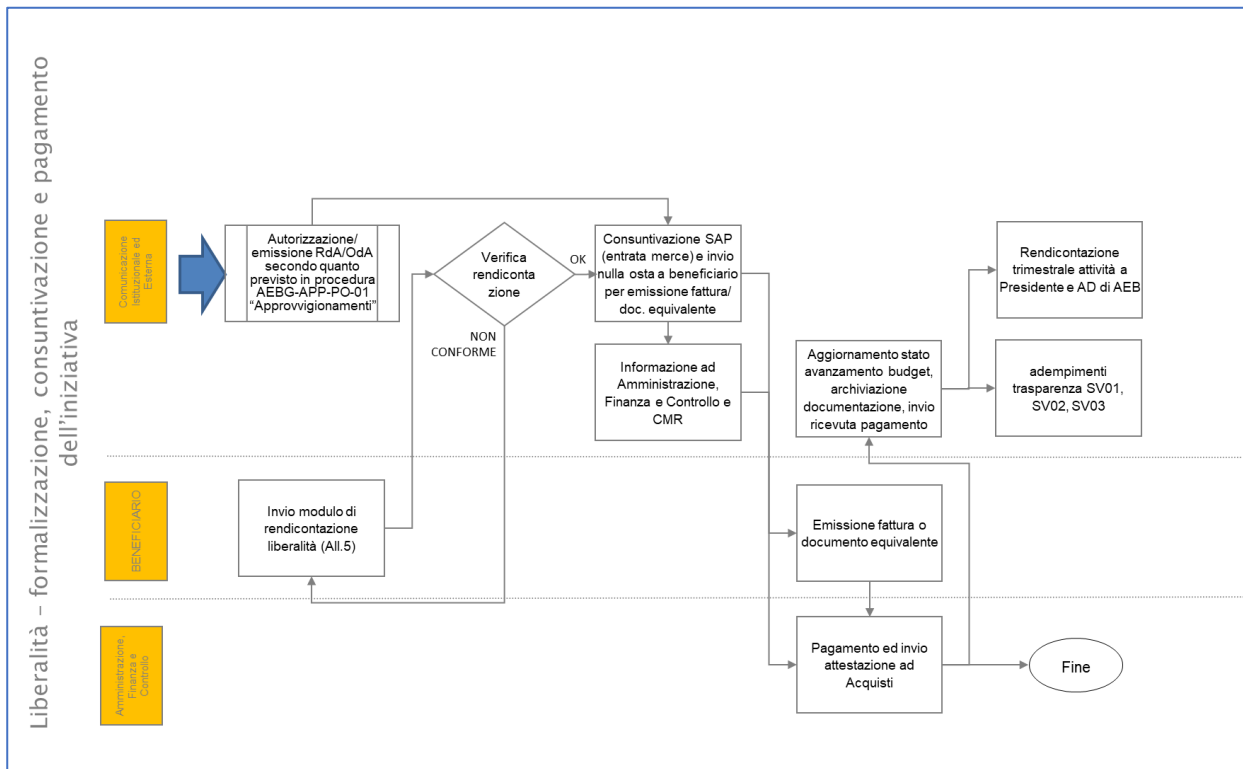 Liberalità – formalizzazione, consuntivazione e pagamento
dell'iniziativa
Comunicazione
Istituzionale ed
Esterna
Autorizzazione/
emissione RdA/OdA
secondo quanto
previsto in procedura
AEBG-APP-PO-01
“Approvvigionamenti”
Verifica
rendiconta
zione
OK
NON
CONFORME
Consuntivazione SAP
(entrata merce) e invio
nulla osta a beneficiario
per emissione fattura/
doc. equivalente
Informazione ad
Amministrazione,
Finanza e Controllo e
CMR
Aggiornamento stato
avanzamento budget,
archiviazione
documentazione, invio
ricevuta pagamento
Rendicontazione
trimestrale attività a
Presidente e AD di AEB
adempimenti
trasparenza SV01,
SV02, SV03
BENEFICIARIO
Invio modulo di
rendicontazione
liberalità (All.5)
Emissione fattura o
documento equivalente
Amministrazione,
Finanza e
Controllo
Pagamento ed invio
attestazione ad
Acquisti
Fine